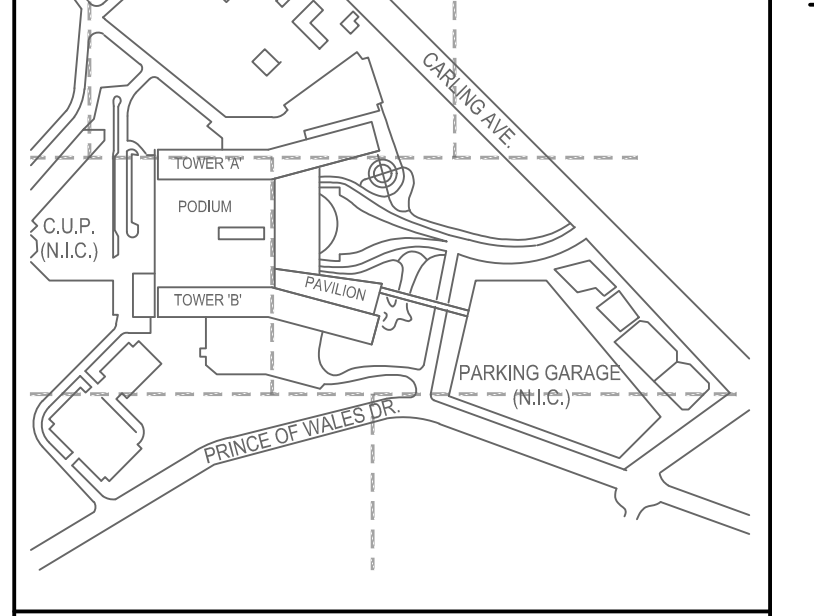 CARLING AVE.
TOWER 'A'
PODIUM
C.U.P.
(N.I.C.)
PAVILION
TOWER 'B'
PARKING GARAGE
(N.I.C.)
PRINCE OF WALES DR.